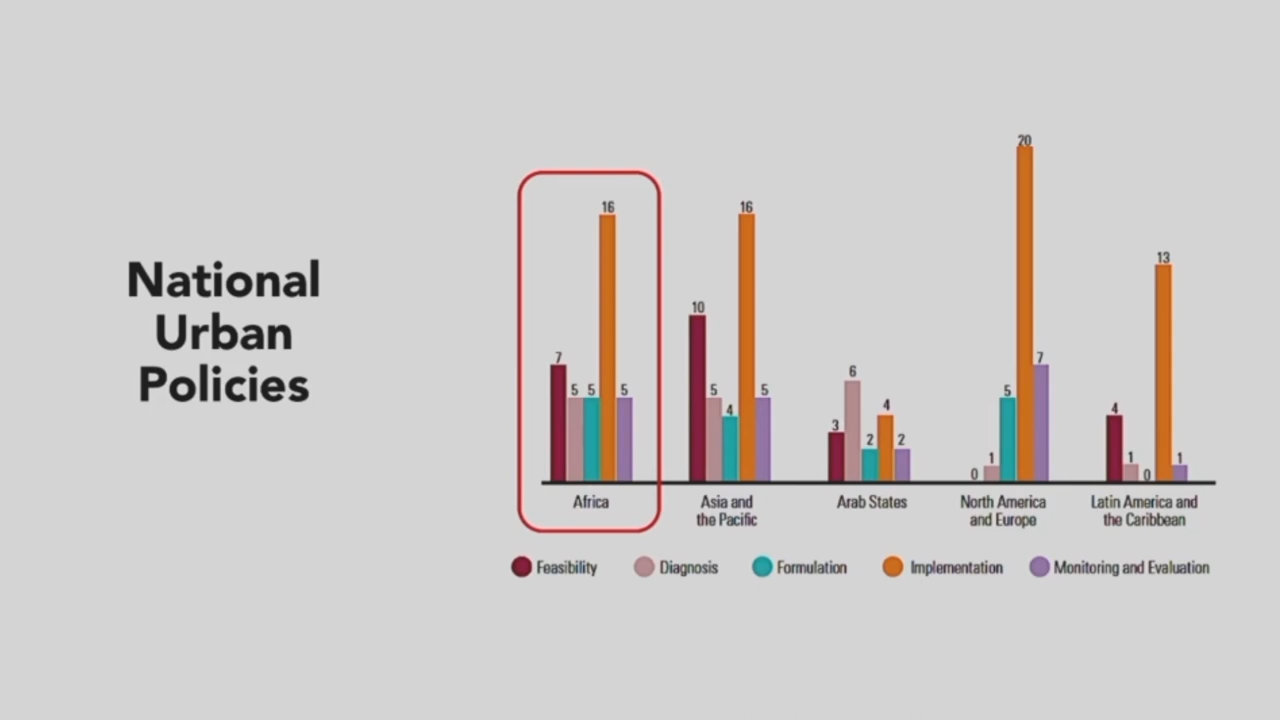 National
Urban
Policies
7
5
5
16
5
10
5
4
16
5
3
6
2
4
2
0
1
5
20
7
4
1
0
13
1
Africa
Asia and
the Pacific
Arab States
North America
and Europe
Latin America and
the Caribbean
Feasibility
Diagnosis
Formulation
Implementation
Monitoring and Evaluation